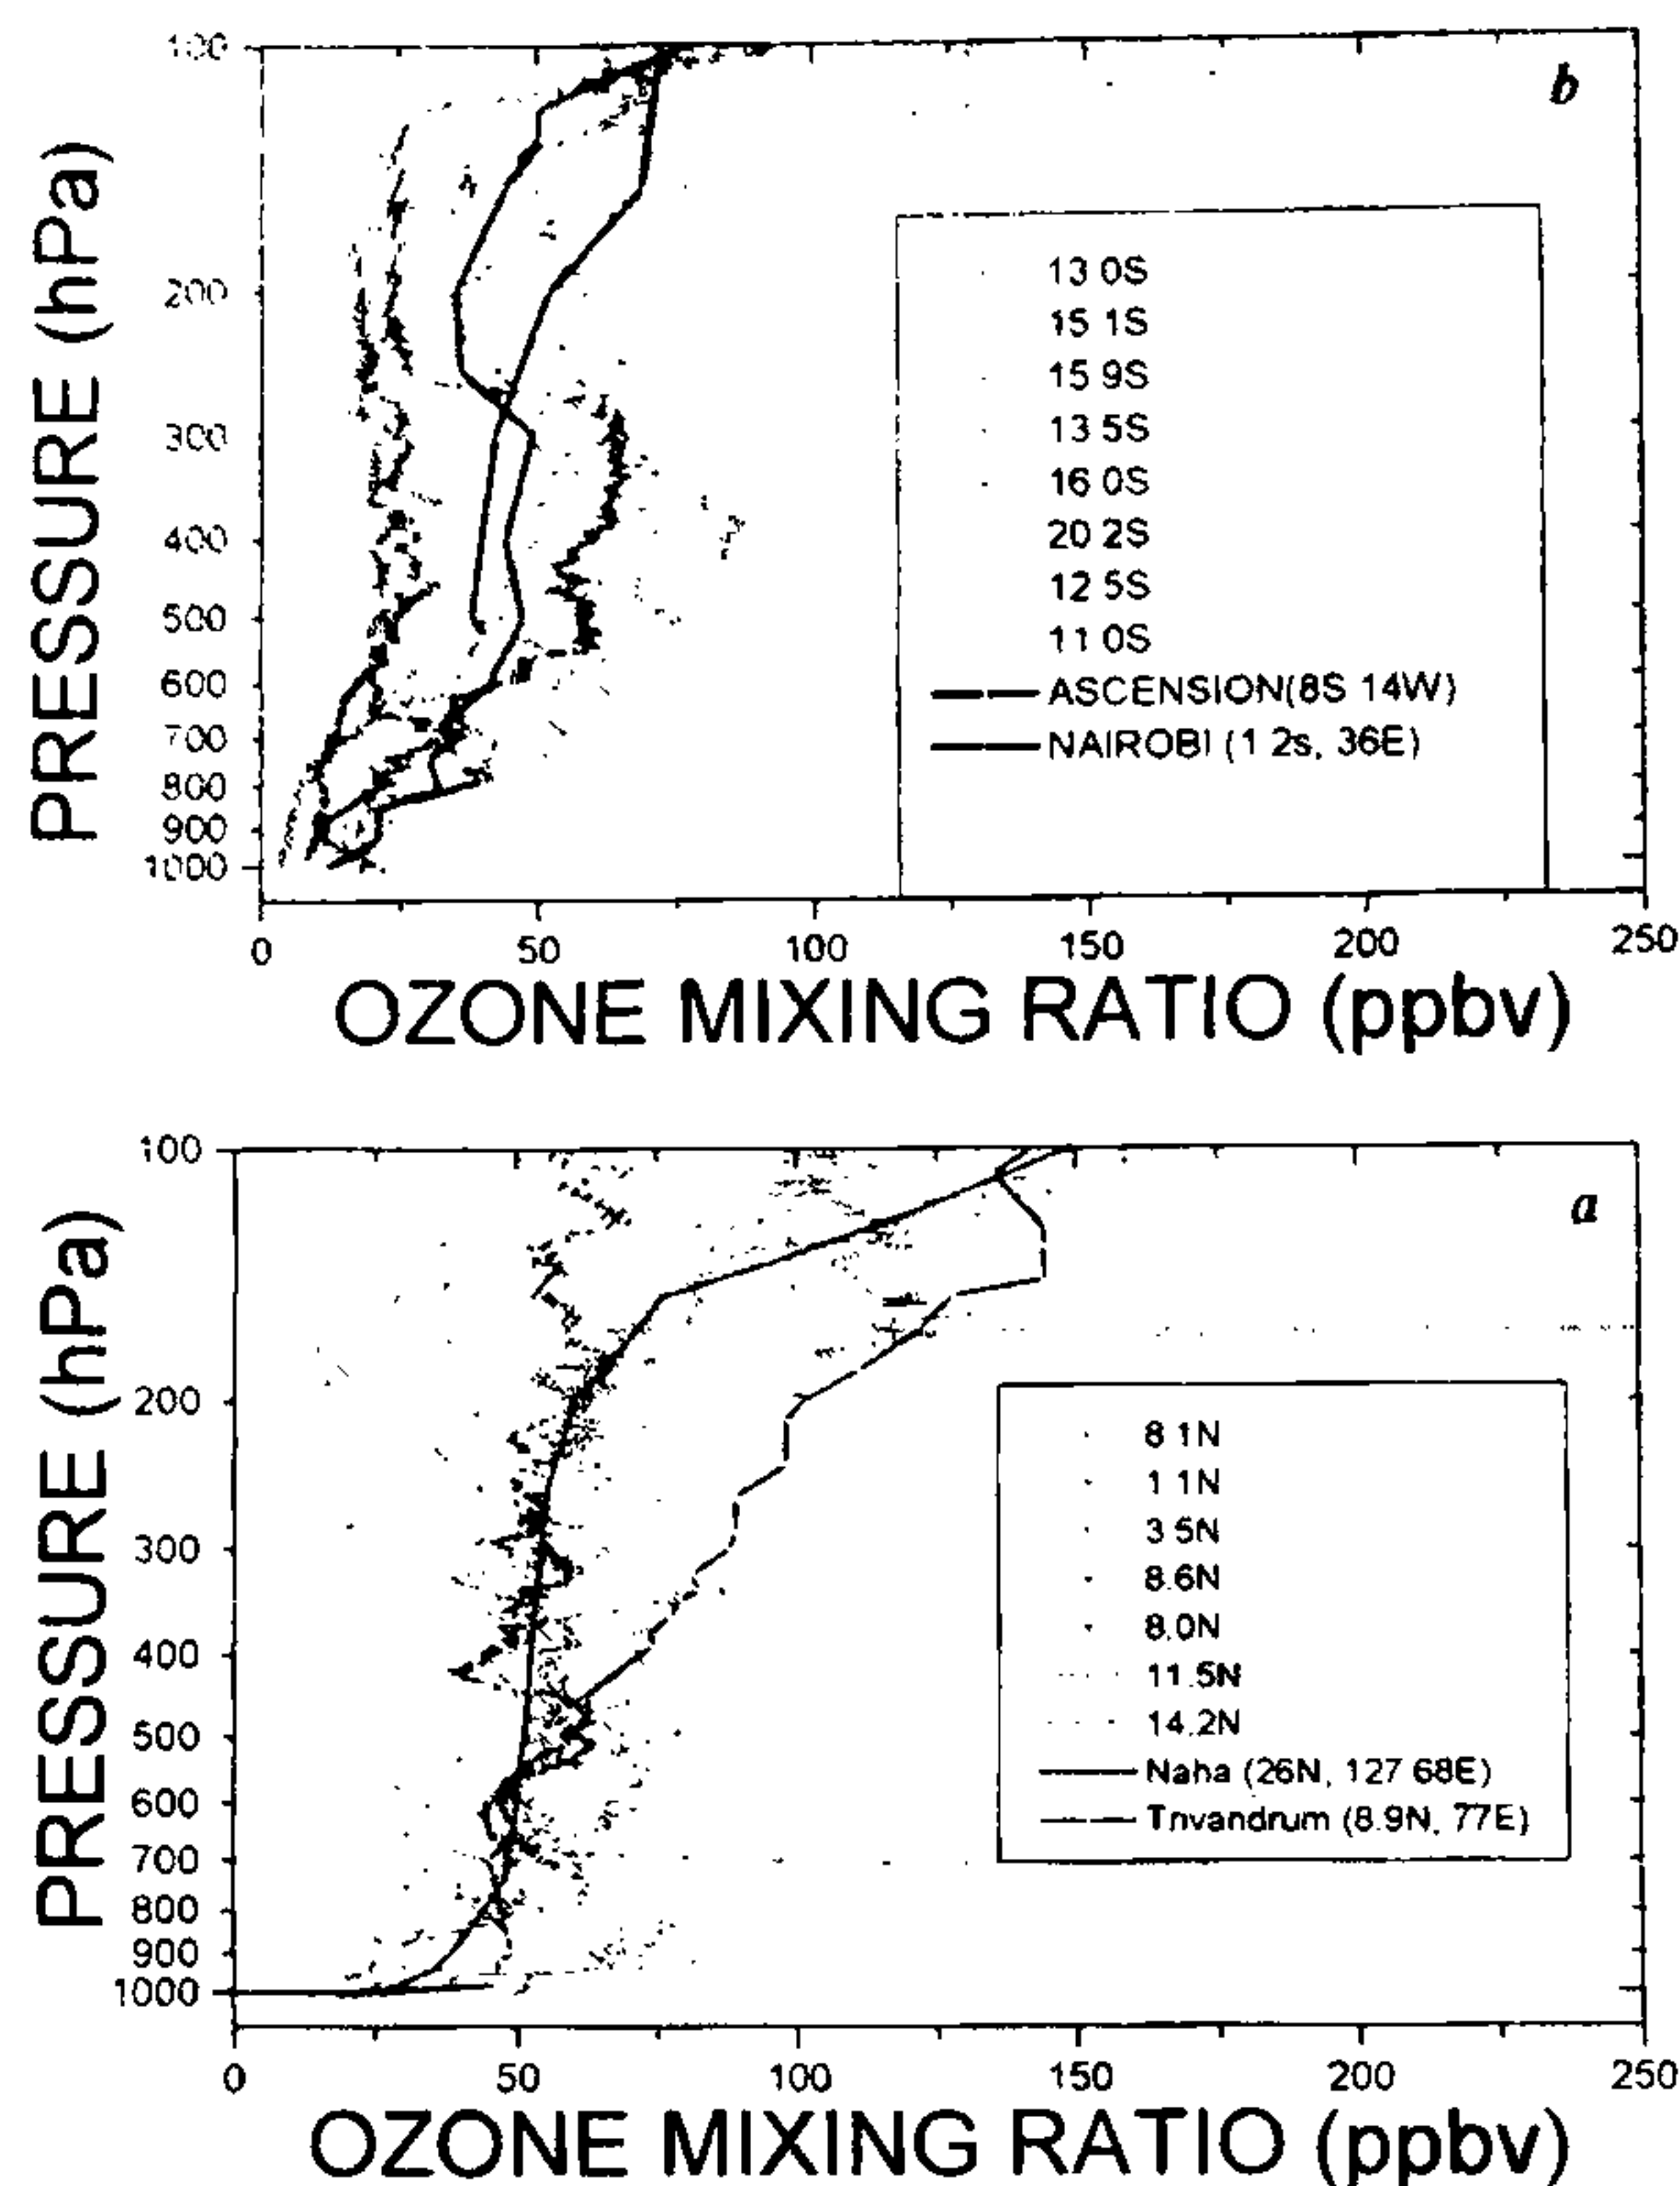 b
PRESSURE (hPa)
100
200
300
400
500
600
700
800
900
1000
13 0S
15 1S
15 9S
13 5S
16 0S
20 2S
12 5S
11 0S
ASCENSION(8S 14W)
NAIROBI (1 2s, 36E)
0 50 100 150 200 250
OZONE MIXING RATIO (ppbv)
a
PRESSURE (hPa)
100
200
300
400
500
600
700
800
900
1000
8 1N
1 1N
3 5N
8.6N
8.0N
11.5N
14.2N
Naha (26N, 127 68E)
Trivandrum (8.9N, 77E)
0 50 100 150 200 250
OZONE MIXING RATIO (ppbv)